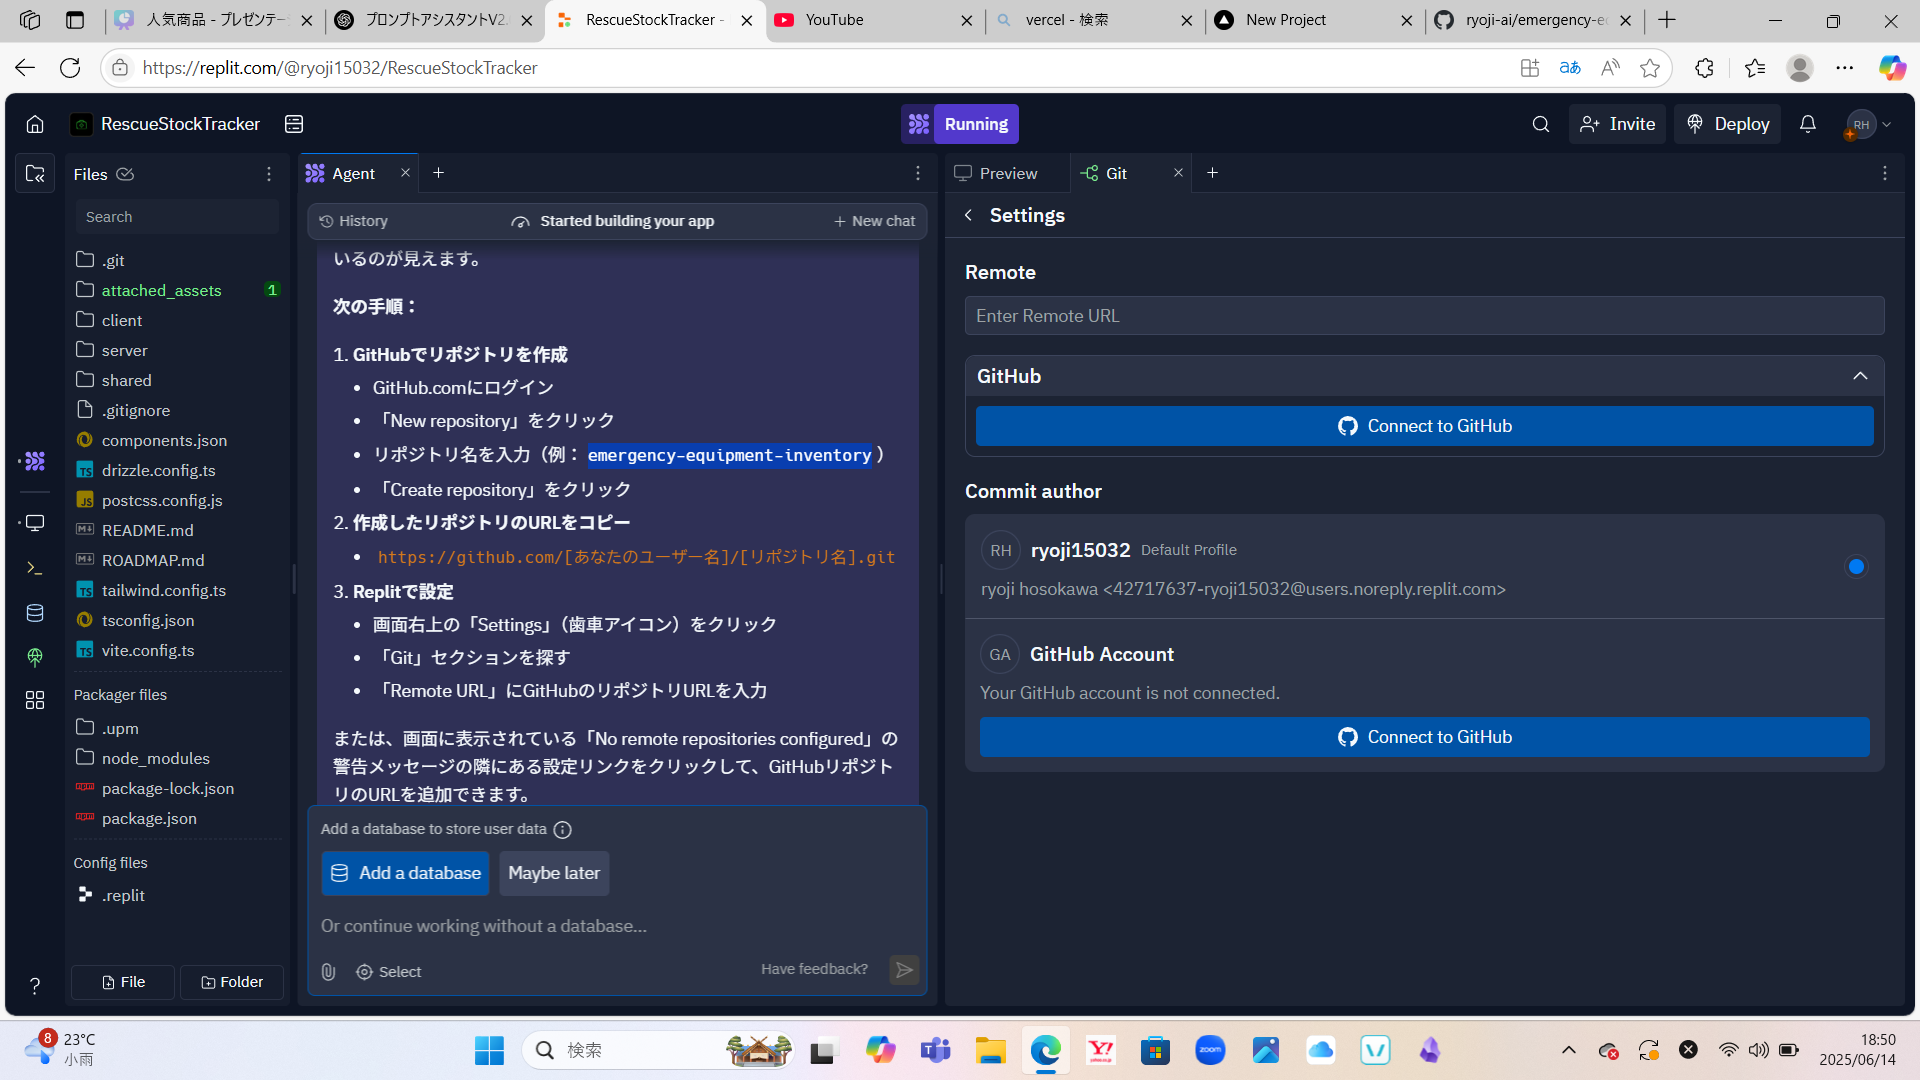 人気商品 - プレゼンテー
プロンプトアシスタントV2.
RescueStockTracker -
YouTube
vercel - 検索
New Project
ryoji-ai/emergency-e
https://replit.com/@ryoji15032/RescueStockTracker
RescueStockTracker
Running
Invite
Deploy
RH
Files
Search
.git
attached_assets
1
client
server
shared
.gitignore
components.json
drizzle.config.ts
postcss.config.js
README.md
ROADMAP.md
tailwind.config.ts
tsconfig.json
vite.config.ts
Packager files
.upm
node_modules
package-lock.json
package.json
Config files
.replit
File
Folder
Agent
History
Started building your app
New chat
いるのが見えます。
次の手順：
1. GitHubでリポジトリを作成
• GitHub.comにログイン
• 「New repository」をクリック
• リポジトリ名を入力（例： emergency-equipment-inventory ）
• 「Create repository」をクリック
2. 作成したリポジトリのURLをコピー
• https://github.com/[あなたのユーザー名]/[リポジトリ名].git
3. Replitで設定
• 画面右上の「Settings」（歯車アイコン）をクリック
• 「Git」セクションを探す
• 「Remote URL」にGitHubのリポジトリURLを入力
または、画面に表示されている「No remote repositories configured」の
警告メッセージの隣にある設定リンクをクリックして、GitHubリポジト
リのURLを追加できます。
Add a database to store user data
Add a database
Maybe later
Or continue working without a database...
Select
Have feedback?
Preview
Git
Settings
Remote
Enter Remote URL
GitHub
Connect to GitHub
Commit author
RH
ryoji15032 Default Profile
ryoji hosokawa <42717637-ryoji15032@users.noreply.replit.com>
GA
GitHub Account
Your GitHub account is not connected.
Connect to GitHub
8
23°C
小雨
検索
zoom
18:50
2025/06/14